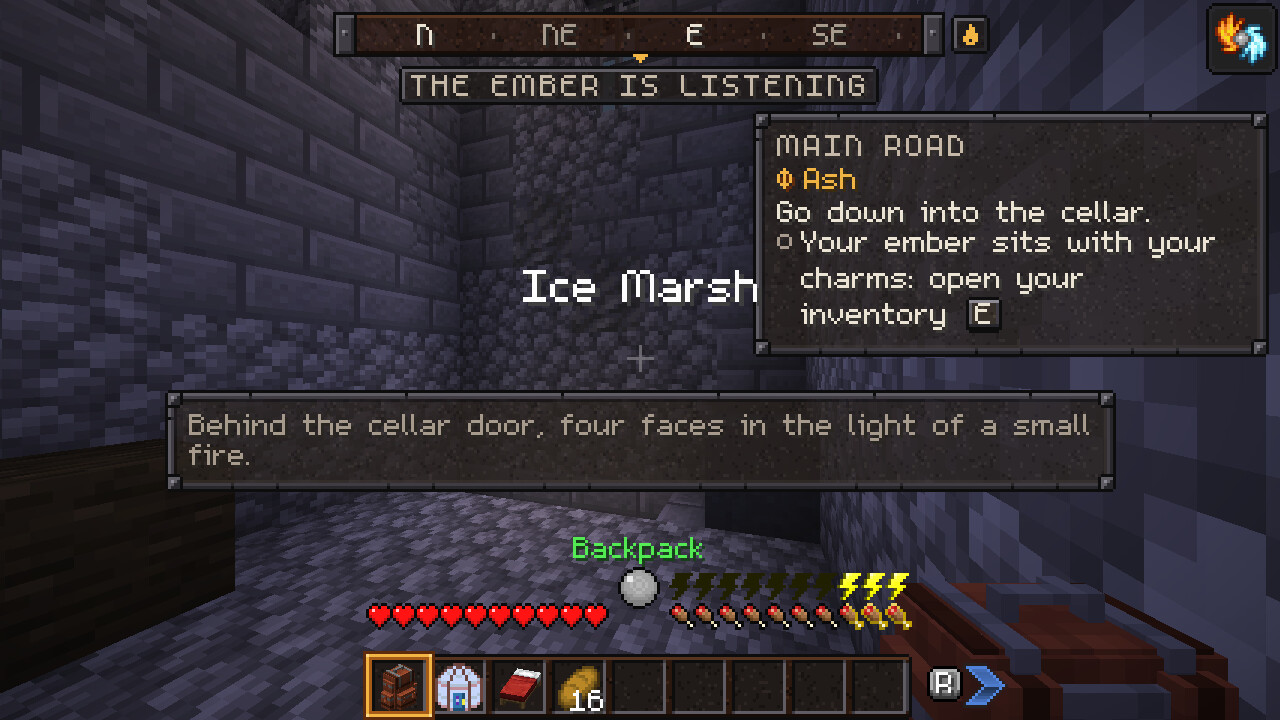 N · NE · E · SE ·
THE EMBER IS LISTENING
MAIN ROAD
Ash
Go down into the cellar.
Your ember sits with your
charms: open your
inventory E
Ice Marsh
Behind the cellar door, four faces in the light of a small
fire.
Backpack
16
R